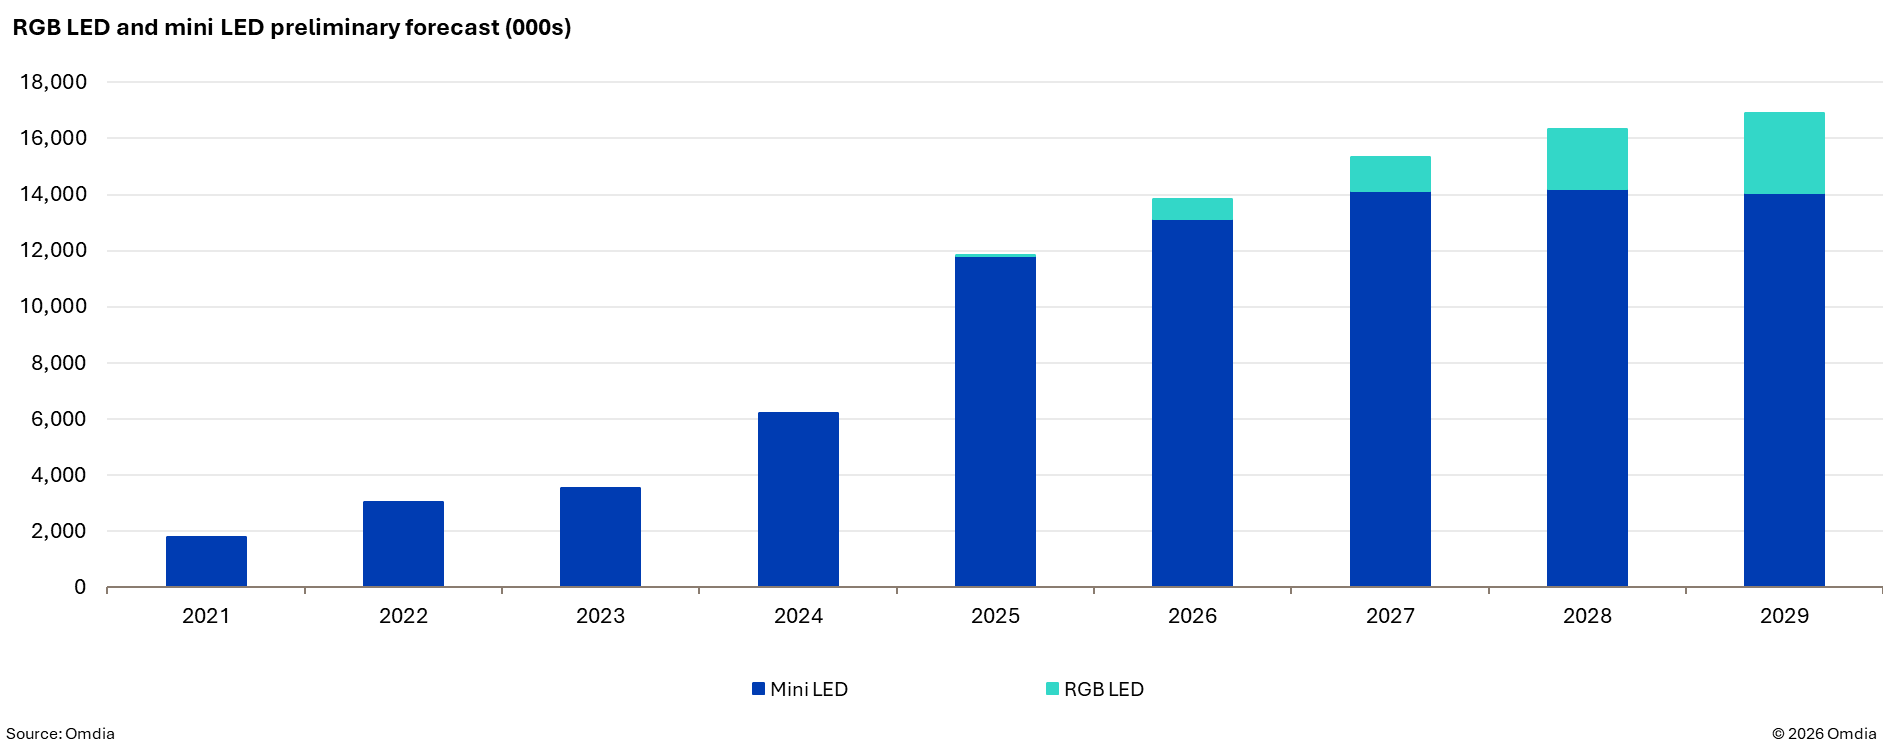 RGB LED and mini LED preliminary forecast (000s)
18,000
16,000
14,000
12,000
10,000
8,000
6,000
4,000
2,000
0
2021 2022 2023 2024 2025 2026 2027 2028 2029
Mini LED RGB LED
Source: Omdia © 2026 Omdia